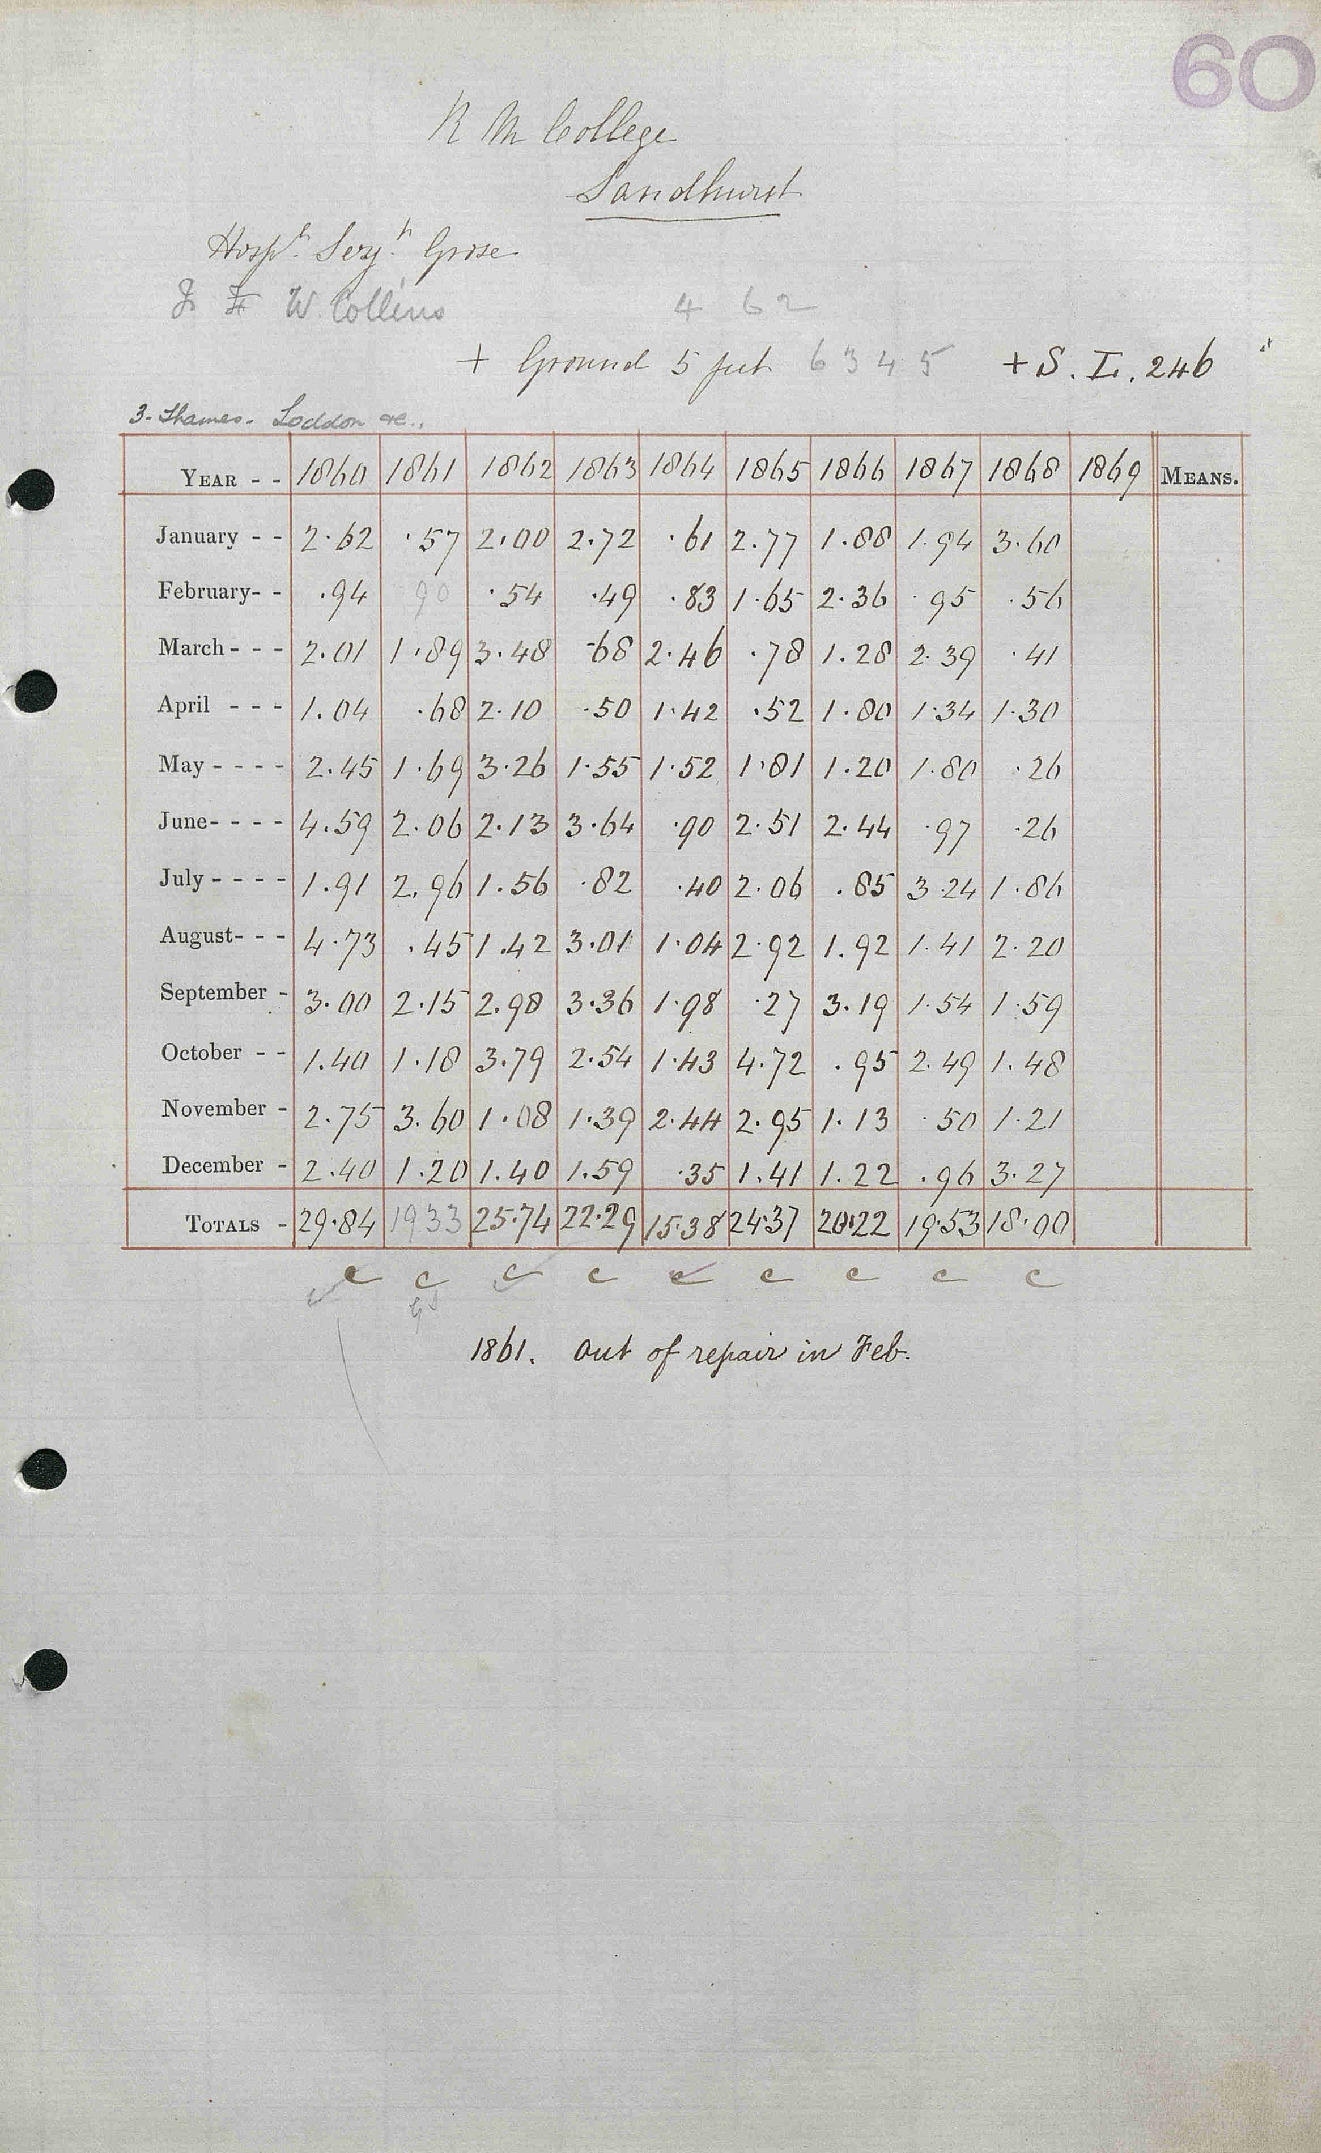 60
R M College
Sandhurst
Hospl. Serjt. Grose
W Collins
4 62
+ Ground 5 feet 6 3 4 5 + S. L. 246
3. Thames. Loddon &c.,
YEAR - - 1860 1861 1862 1863 1864 1865 1866 1867 1868 1869 MEANS.
January - - 2.62 .57 2.00 2.72 .61 2.77 1.88 1.94 3.60
February- - .94 90 .54 .49 .83 1.65 2.36 .95 .56
March - - - 2.01 1.89 3.48 .68 2.46 .78 1.28 2.39 .41
April - - - 1.04 .68 2.10 .50 1.42 .52 1.80 1.34 1.30
May - - - - 2.45 1.69 3.26 1.55 1.52 1.81 1.20 1.80 .26
June- - - - 4.59 2.06 2.13 3.64 .90 2.51 2.44 .97 .26
July - - - - 1.91 2.96 1.56 .82 .40 2.06 .85 3.24 1.86
August- - - 4.73 .45 1.42 3.01 1.04 2.92 1.92 1.41 2.20
September - 3.00 2.15 2.98 3.36 1.98 .27 3.19 1.54 1.59
October - - 1.40 1.18 3.79 2.54 1.43 4.72 .95 2.49 1.48
November - 2.75 3.60 1.08 1.39 2.44 2.95 1.13 .50 1.21
December - 2.40 1.20 1.40 1.59 .35 1.41 1.22 .96 3.27
TOTALS - 29.84 1933 25.74 22.29 15.38 24.37 20.22 19.53 18.00
c c c c c c c c c
1861. Out of repair in Feb.